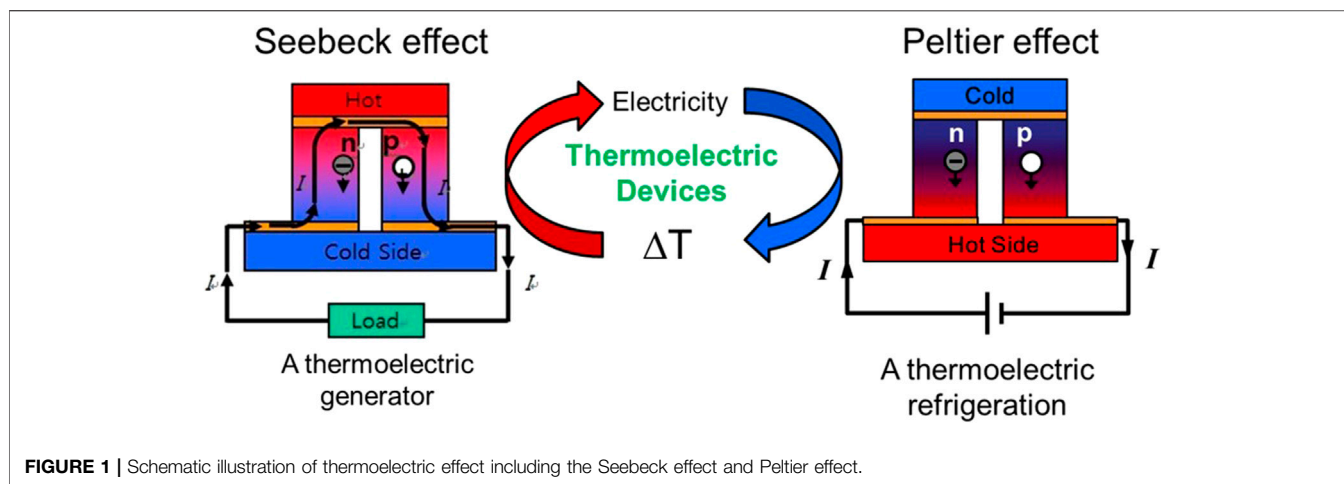 Seebeck effect
Hot
n
p
I
I
Cold Side
I
I
Load
A thermoelectric
generator
Electricity
Thermoelectric
Devices
ΔT
Peltier effect
Cold
n
p
Hot Side
I
I
A thermoelectric
refrigeration
FIGURE 1 | Schematic illustration of thermoelectric effect including the Seebeck effect and Peltier effect.